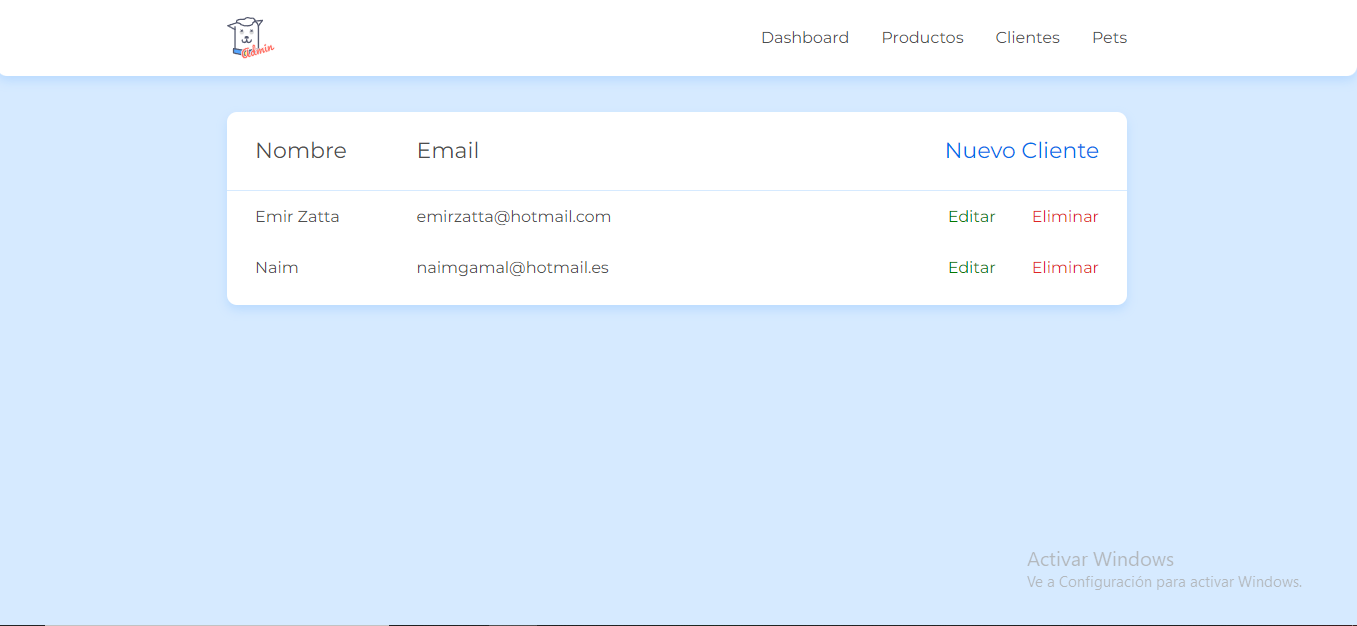 @dmin
Dashboard Productos Clientes Pets
Nombre Email Nuevo Cliente
Emir Zatta emirzatta@hotmail.com Editar Eliminar
Naim naimgamal@hotmail.es Editar Eliminar
Activar Windows
Ve a Configuración para activar Windows.